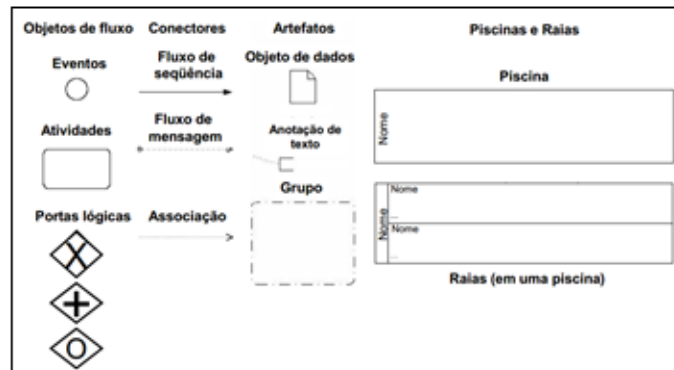 Objetos de fluxo
Conectores
Artefatos
Piscinas e Raias
Eventos
Fluxo de
seqüência
Objeto de dados
Piscina
Nome
Atividades
Fluxo de
mensagem
Anotação de
texto
Grupo
Nome
Nome
...
Nome
...
Portas lógicas
Associação
X
+
O
Raias (em uma piscina)